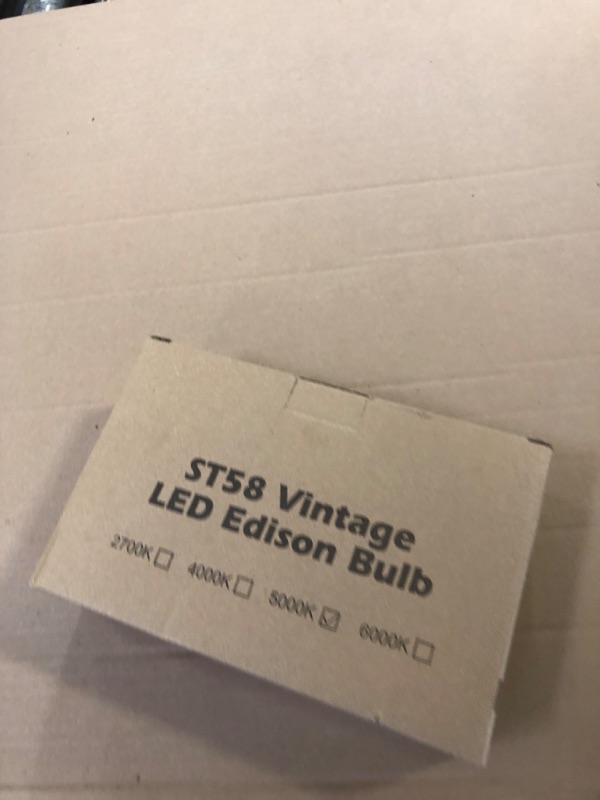 ST58 Vintage
LED Edison Bulb
2700K☐ 4000K☐ 5000K☑ 6000K☐